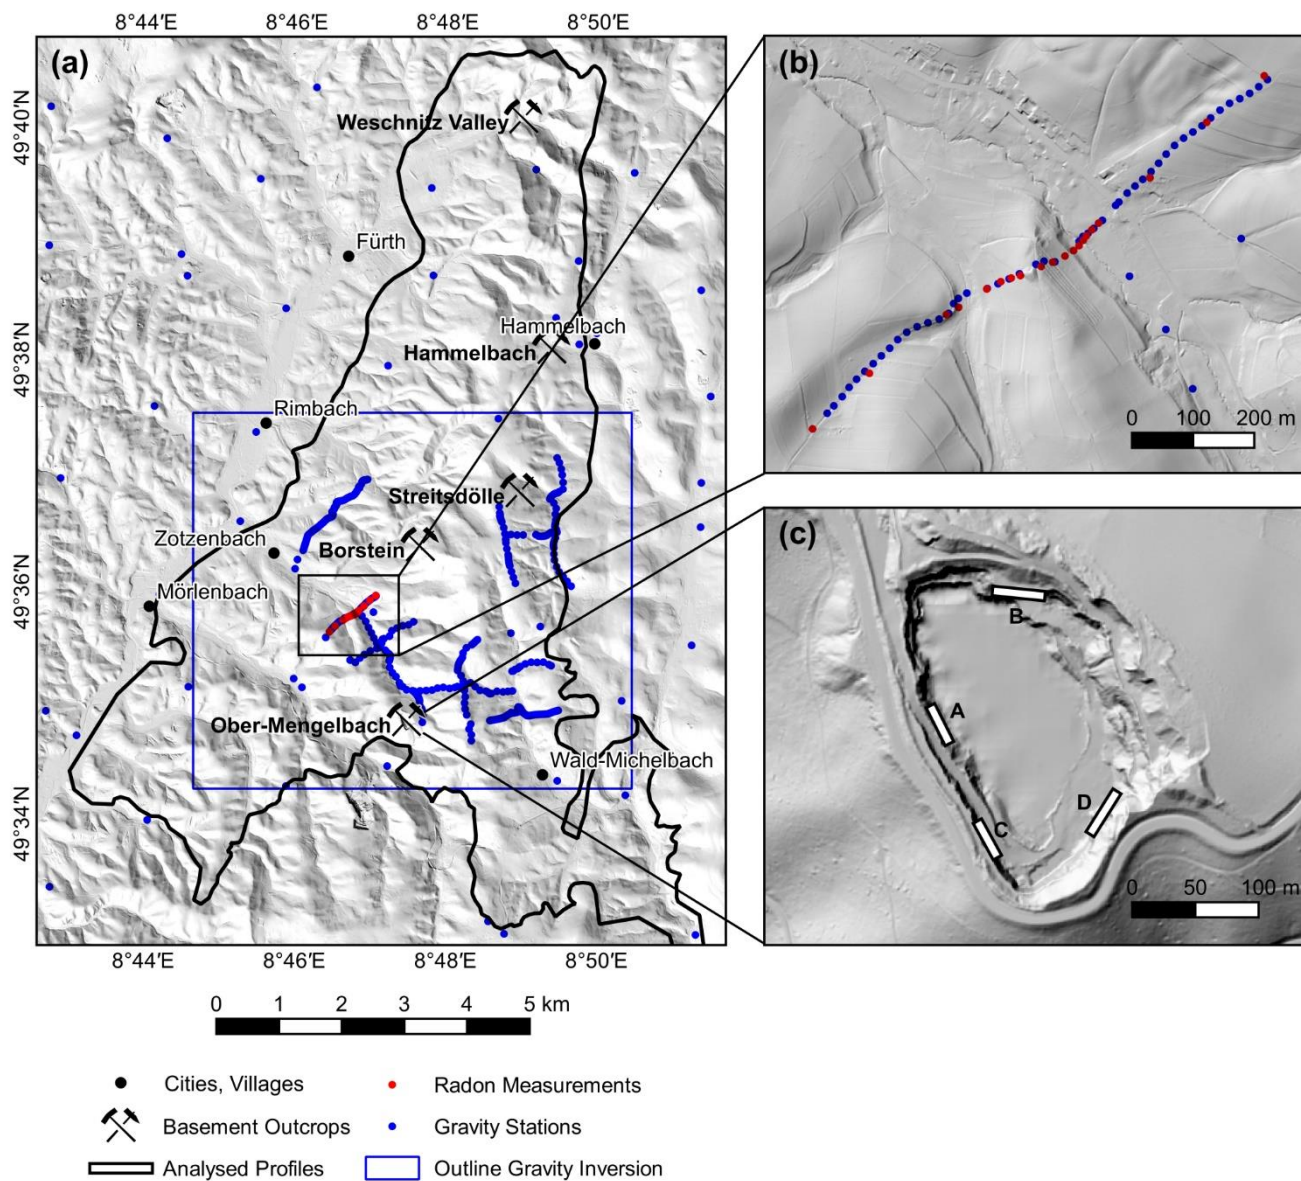 8°44′E 8°46′E 8°48′E 8°50′E
(a)
49°40′N
49°38′N
49°36′N
49°34′N
Weschnitz Valley
Fürth
Hammelbach
Hammelbach
Rimbach
Streitsdölle
Zotzenbach
Borstein
Mörlenbach
Ober-Mengelbach
Wald-Michelbach
8°44′E 8°46′E 8°48′E 8°50′E
(b)
0 100 200 m
(c)
B
A
D
C
0 50 100 m
0 1 2 3 4 5 km
Cities, Villages
Basement Outcrops
Analysed Profiles
Radon Measurements
Gravity Stations
Outline Gravity Inversion